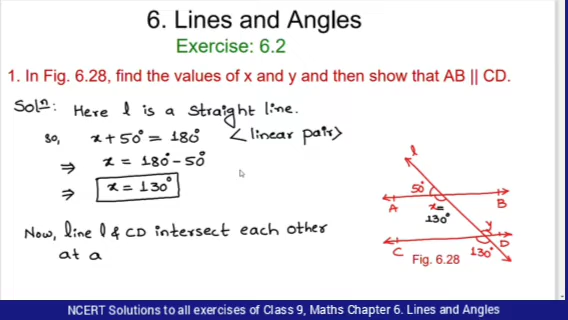 6. Lines and Angles
Exercise: 6.2
1. In Fig. 6.28, find the values of x and y and then show that AB || CD.
Solⁿ: Here l is a straight line.
so, x + 50° = 180° <linear pair>
⇒ x = 180° - 50°
⇒ x = 130°
Now, line l & CD intersect each other
at a
l
50°
A
B
x=
130°
y
C
D
130°
Fig. 6.28
NCERT Solutions to all exercises of Class 9, Maths Chapter 6. Lines and Angles